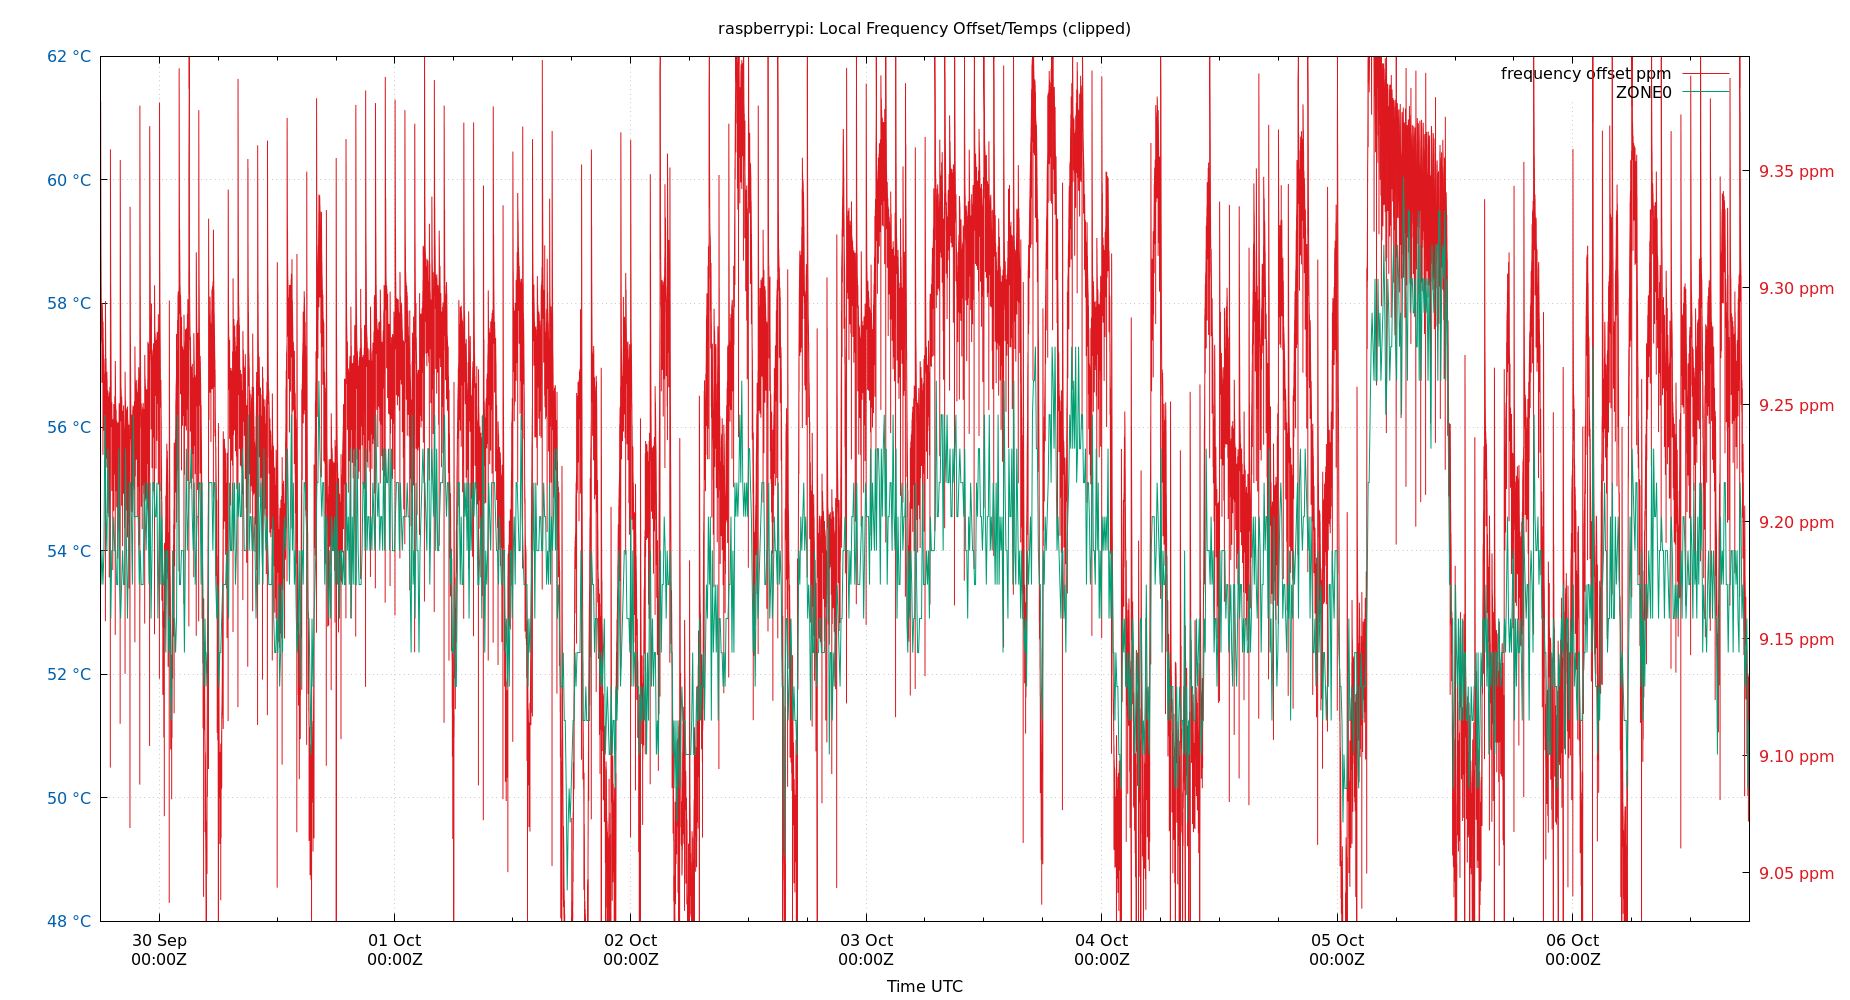 raspberrypi: Local Frequency Offset/Temps (clipped)
frequency offset ppm
ZONE0
62 °C
60 °C
58 °C
56 °C
54 °C
52 °C
50 °C
48 °C
9.35 ppm
9.30 ppm
9.25 ppm
9.20 ppm
9.15 ppm
9.10 ppm
9.05 ppm
30 Sep 01 Oct 02 Oct 03 Oct 04 Oct 05 Oct 06 Oct
00:00Z 00:00Z 00:00Z 00:00Z 00:00Z 00:00Z 00:00Z
Time UTC